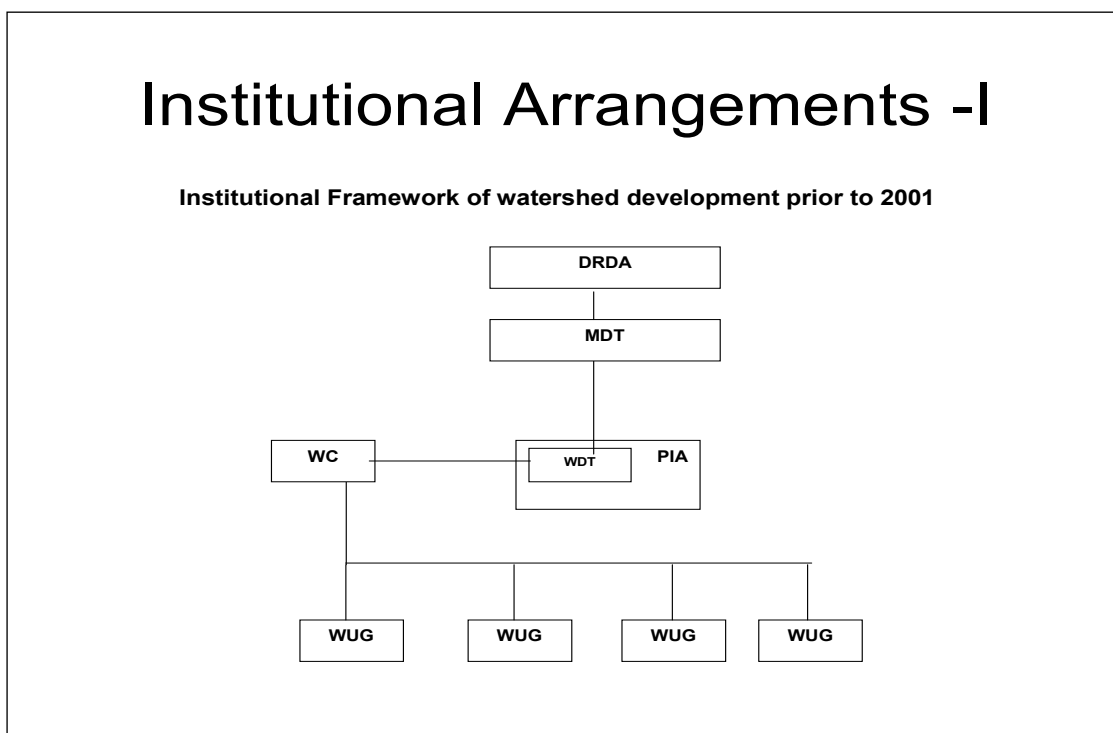 Institutional Arrangements -I
Institutional Framework of watershed development prior to 2001
DRDA
MDT
WC
WDT PIA
WUG WUG WUG WUG